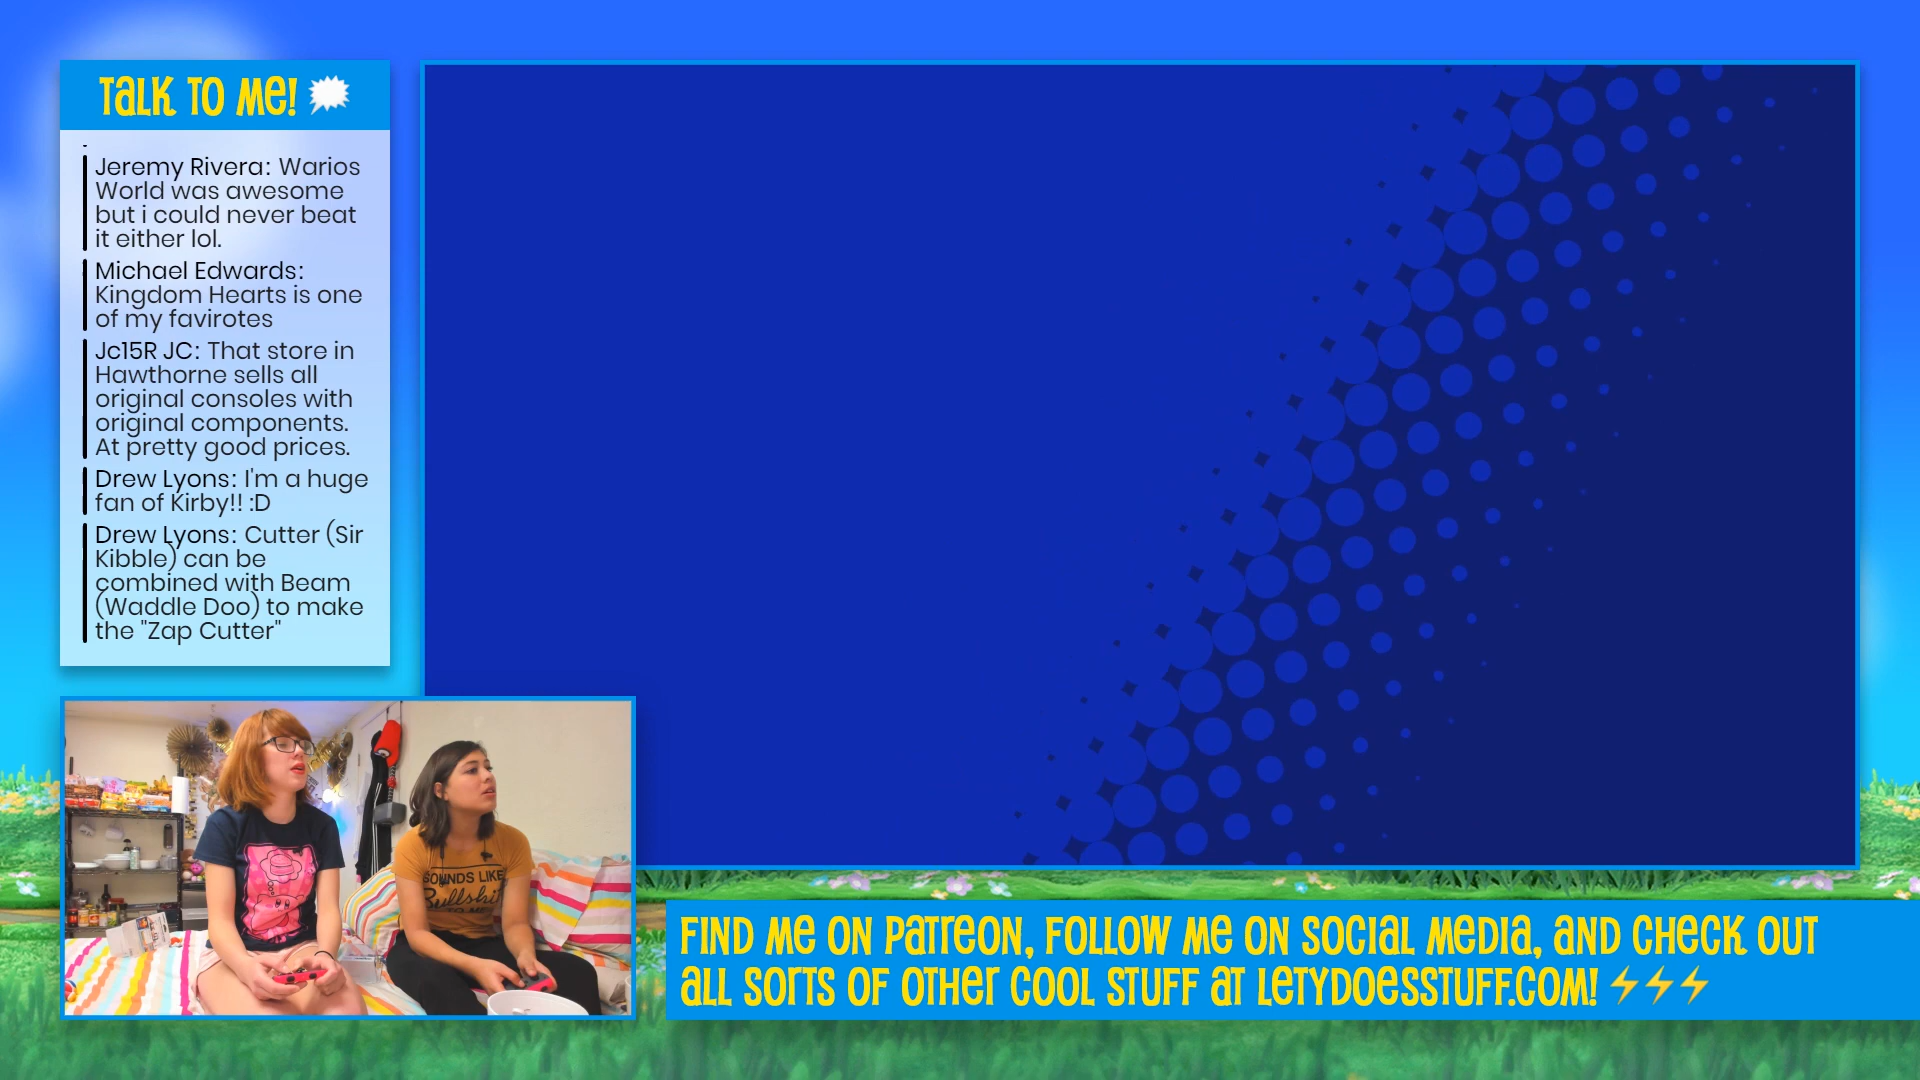 TALK TO ME!
Jeremy Rivera: Warios
World was awesome
but i could never beat
it either lol.
Michael Edwards:
Kingdom Hearts is one
of my favirotes
Jc15R JC: That store in
Hawthorne sells all
original consoles with
original components.
At pretty good prices.
Drew Lyons: I'm a huge
fan of Kirby!! :D
Drew Lyons: Cutter (Sir
Kibble) can be
combined with Beam
(Waddle Doo) to make
the "Zap Cutter"
SOUNDS LIKE
Bullshit
TO ME
FIND ME ON PATREON, FOLLOW ME ON SOCIAL MEDIA, AND CHECK OUT
ALL SORTS OF OTHER COOL STUFF AT LETYDOESSTUFF.COM! ⚡⚡⚡